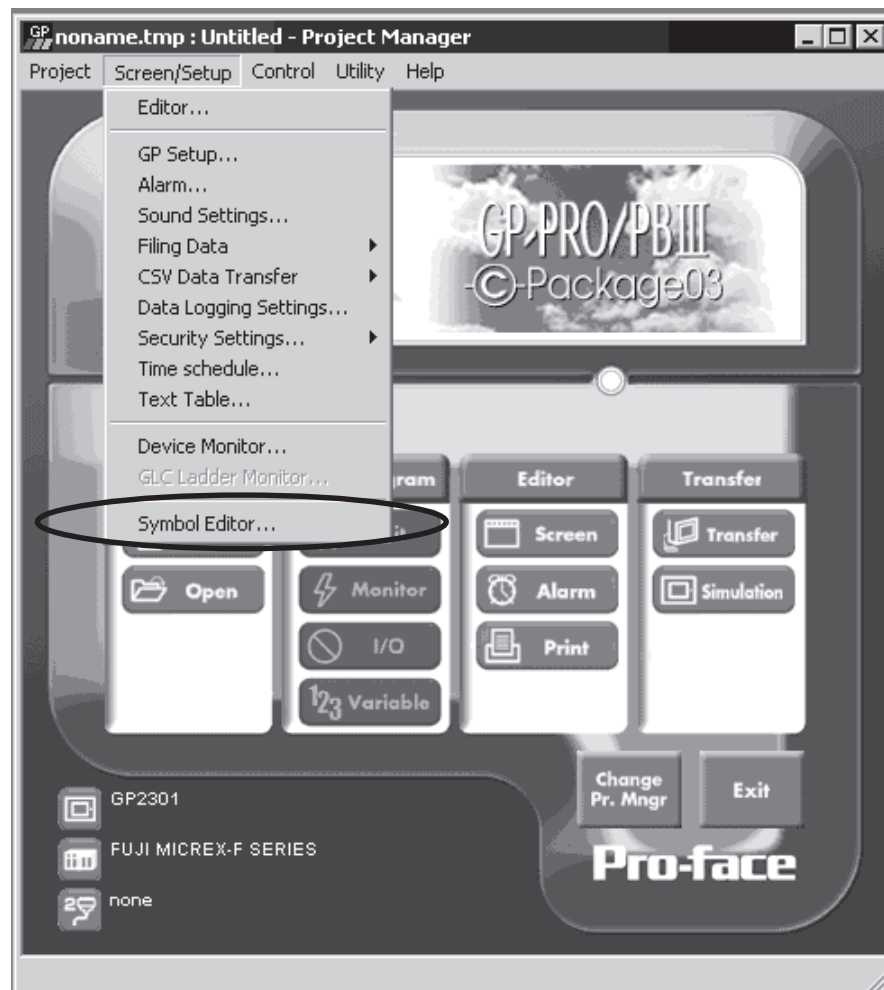 GP noname.tmp : Untitled - Project Manager
Project Screen/Setup Control Utility Help
Editor...
GP Setup...
Alarm...
Sound Settings...
Filing Data
CSV Data Transfer
Data Logging Settings...
Security Settings...
Time schedule...
Text Table...
Device Monitor...
GLC Ladder Monitor...
Symbol Editor...
GP-PRO/PBIII
-©-Package03
Editor
Transfer
Screen
Transfer
Open
Monitor
Alarm
Simulation
I/O
Print
123 Variable
Change
Pr. Mngr
Exit
GP2301
FUJI MICREX-F SERIES
Pro-face
2
none